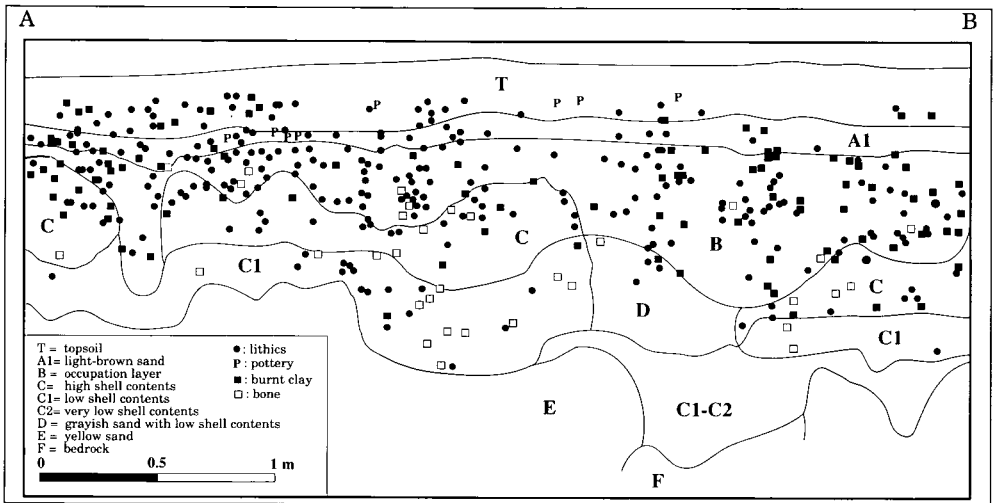 A B
T
P P P P
P P P P
A1
C C B
C1 C
D C1
E C1-C2
F
T = topsoil
A1= light-brown sand
B = occupation layer
C= high shell contents
C1= low shell contents
C2= very low shell contents
D = grayish sand with low shell contents
E = yellow sand
F = bedrock
● : lithics
P : pottery
■ : burnt clay
□ : bone
0 0.5 1 m